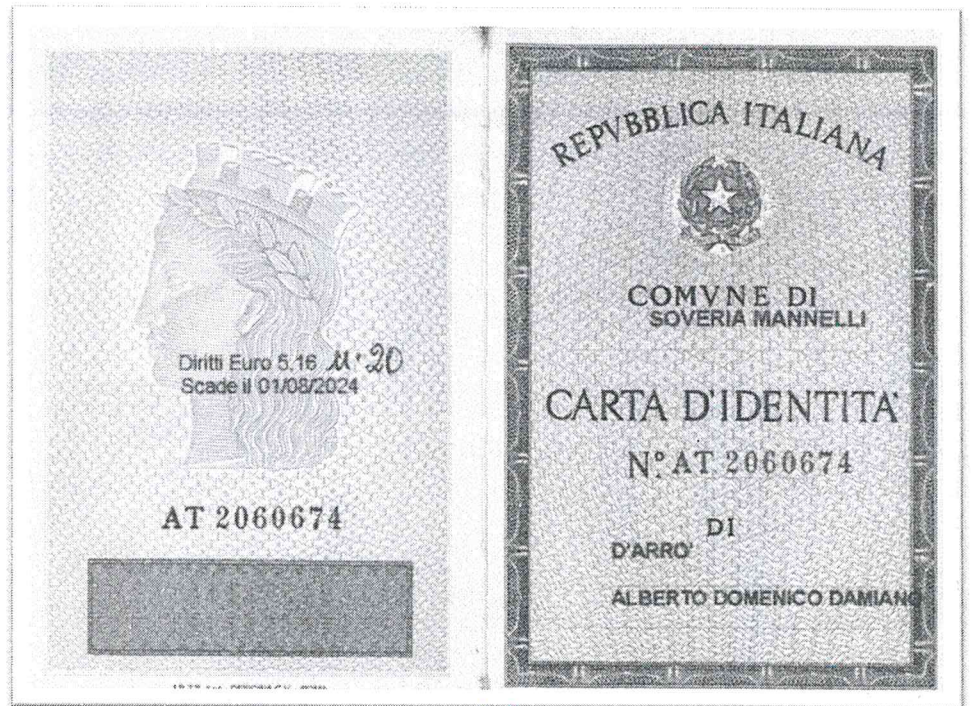 Diritti Euro 5.16 N° 20
Scade il 01/08/2024
AT 2060674
REPVBBLICA ITALIANA
COMVNE DI
SOVERIA MANNELLI
CARTA D'IDENTITA'
N° AT 2060674
DI
D'ARRO'
ALBERTO DOMENICO DAMIANO